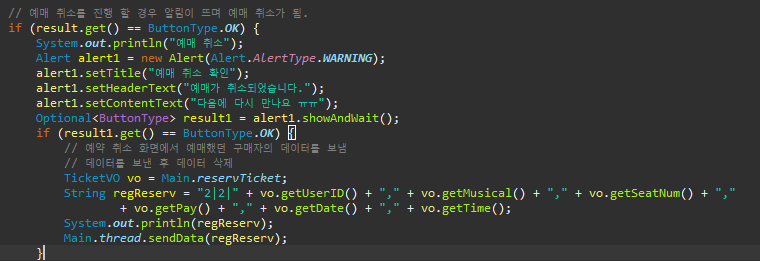 // 예매 취소를 진행 할 경우 알림이 뜨며 예매 취소가 됨.
if (result.get() == ButtonType.OK) {
System.out.println("예매 취소");
Alert alert1 = new Alert(Alert.AlertType.WARNING);
alert1.setTitle("예매 취소 확인");
alert1.setHeaderText("예매가 취소되었습니다.");
alert1.setContentText("다음에 다시 만나요 ㅠㅠ");
Optional<ButtonType> result1 = alert1.showAndWait();
if (result1.get() == ButtonType.OK) {
// 예약 취소 화면에서 예매했던 구매자의 데이터를 보냄
// 데이터를 보낸 후 데이터 삭제
TicketVO vo = Main.reservTicket;
String regReserv = "2|2|" + vo.getUserID() + "," + vo.getMusical() + "," + vo.getSeatNum() + ","
+ vo.getPay() + "," + vo.getDate() + "," + vo.getTime();
System.out.println(regReserv);
Main.thread.sendData(regReserv);
}